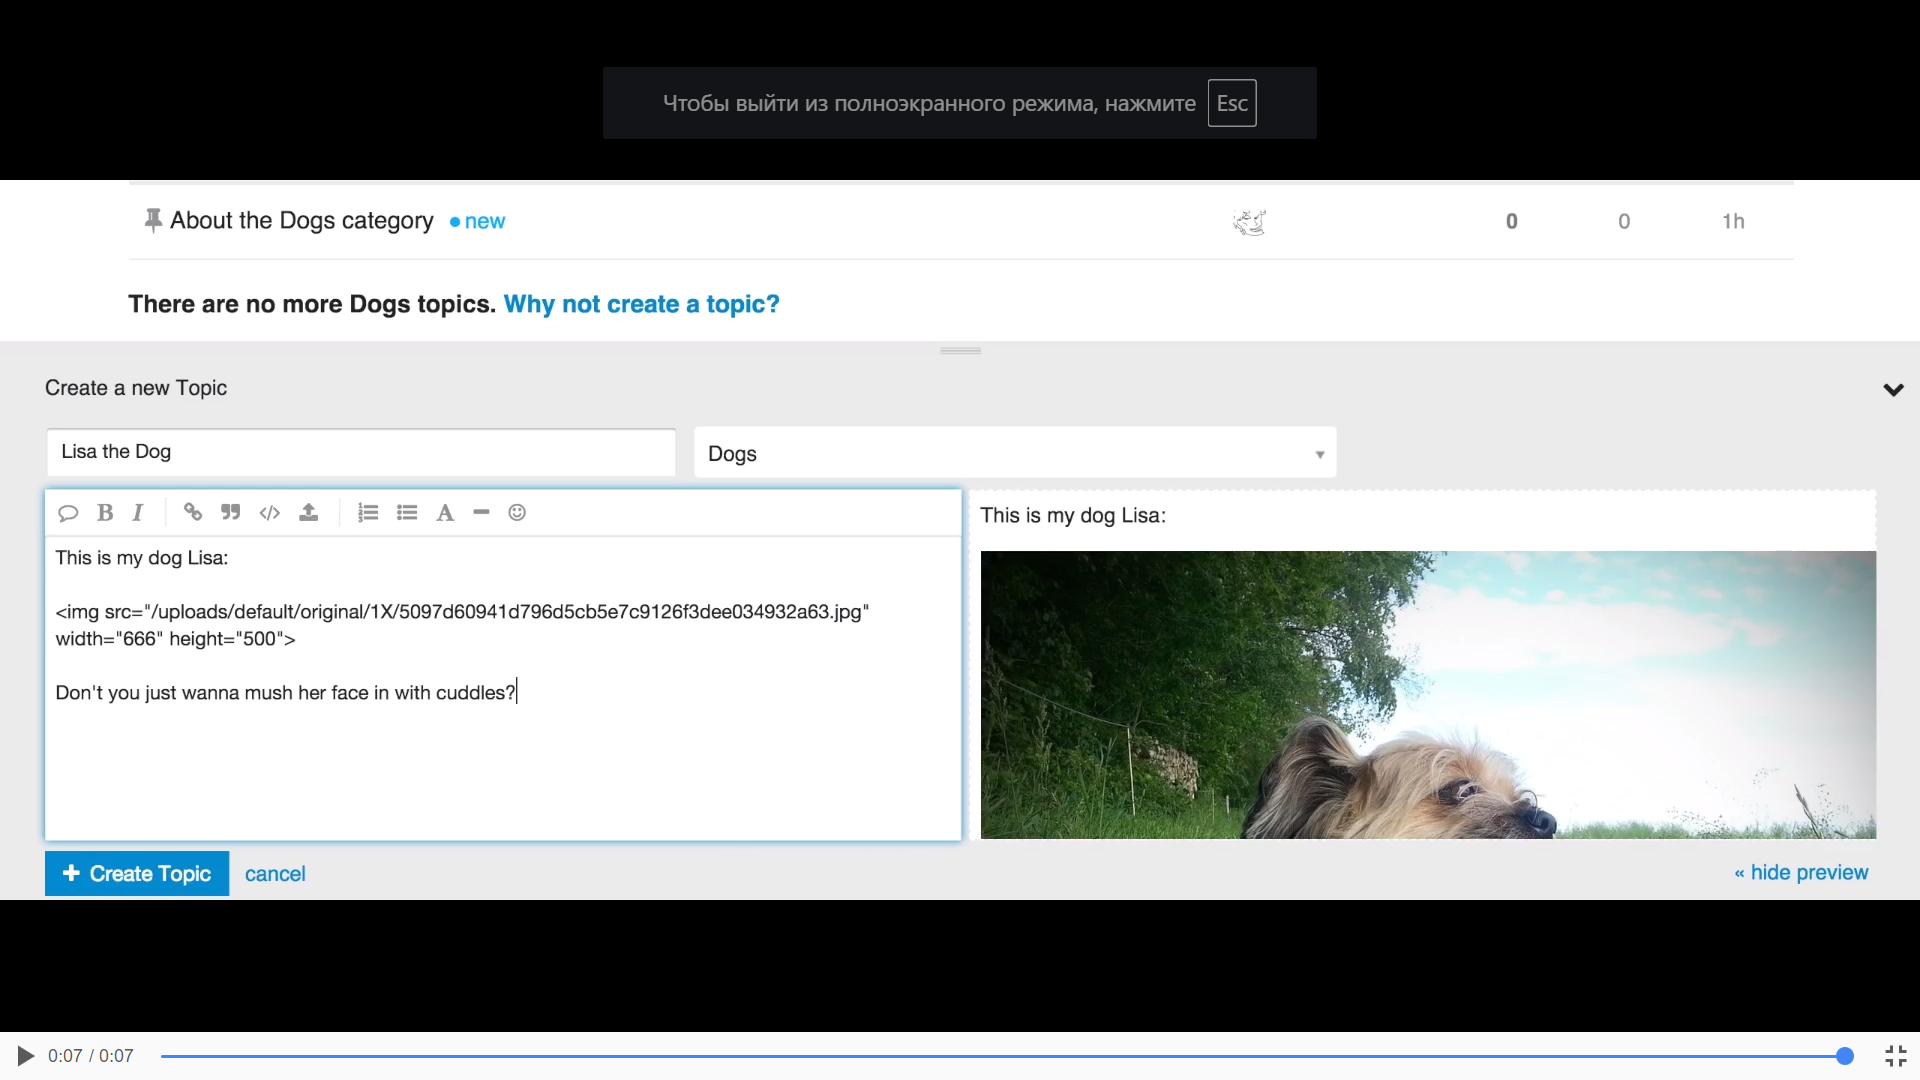 Чтобы выйти из полноэкранного режима, нажмите Esc
About the Dogs category • new 0 0 1h
There are no more Dogs topics. Why not create a topic?
Create a new Topic
Lisa the Dog
Dogs
B I A
This is my dog Lisa:
<img src="/uploads/default/original/1X/5097d60941d796d5cb5e7c9126f3dee034932a63.jpg"
width="666" height="500">
Don't you just wanna mush her face in with cuddles?
This is my dog Lisa:
+ Create Topic cancel
« hide preview
0:07 / 0:07